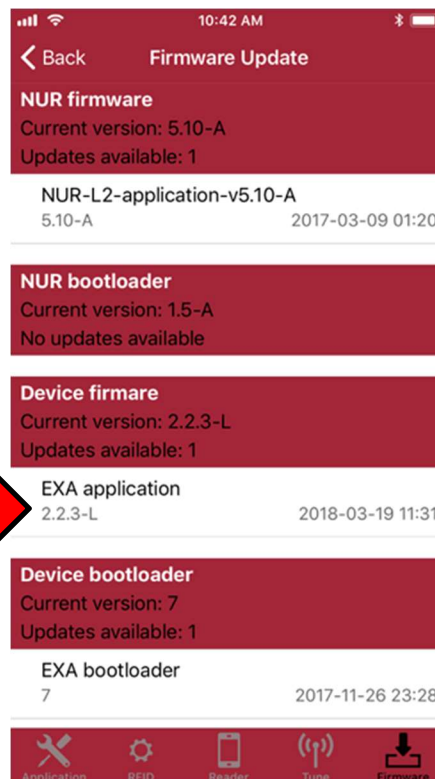 10:42 AM
Back Firmware Update
NUR firmware
Current version: 5.10-A
Updates available: 1
NUR-L2-application-v5.10-A
5.10-A 2017-03-09 01:20
NUR bootloader
Current version: 1.5-A
No updates available
Device firmare
Current version: 2.2.3-L
Updates available: 1
EXA application
2.2.3-L 2018-03-19 11:31
Device bootloader
Current version: 7
Updates available: 1
EXA bootloader
7 2017-11-26 23:28
Application RFID Reader Tune Firmware